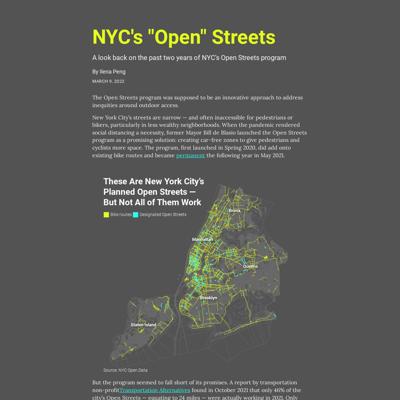 NYC's "Open" Streets
A look back on the past two years of NYC's Open Streets program
By Ilena Peng
MARCH 9, 2022
The Open Streets program was supposed to be an innovative approach to address
inequities around outdoor access.
New York City's streets are narrow — and often inaccessible for pedestrians or
bikers, particularly in less wealthy neighborhoods. When the pandemic rendered
social distancing a necessity, former Mayor Bill de Blasio launched the Open Streets
program as a promising solution: creating car-free zones to give pedestrians and
cyclists more space. The program, first launched in Spring 2020, did add onto
existing bike routes and became permanent the following year in May 2021.
These Are New York City's
Planned Open Streets —
But Not All of Them Work
Bike routes Designated Open Streets
Bronx
Manhattan
Queens
Brooklyn
Staten Island
Source: NYC Open Data
But the program seemed to fall short of its promises. A report by transportation
non-profit Transportation Alternatives found in October 2021 that only 46% of the
city's Open Streets — equating to 24 miles — were actually working in 2021. Only